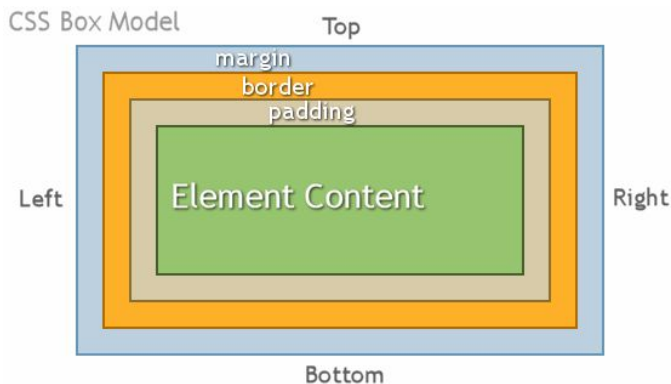 CSS Box Model
Top
margin
border
padding
Left
Element Content
Right
Bottom